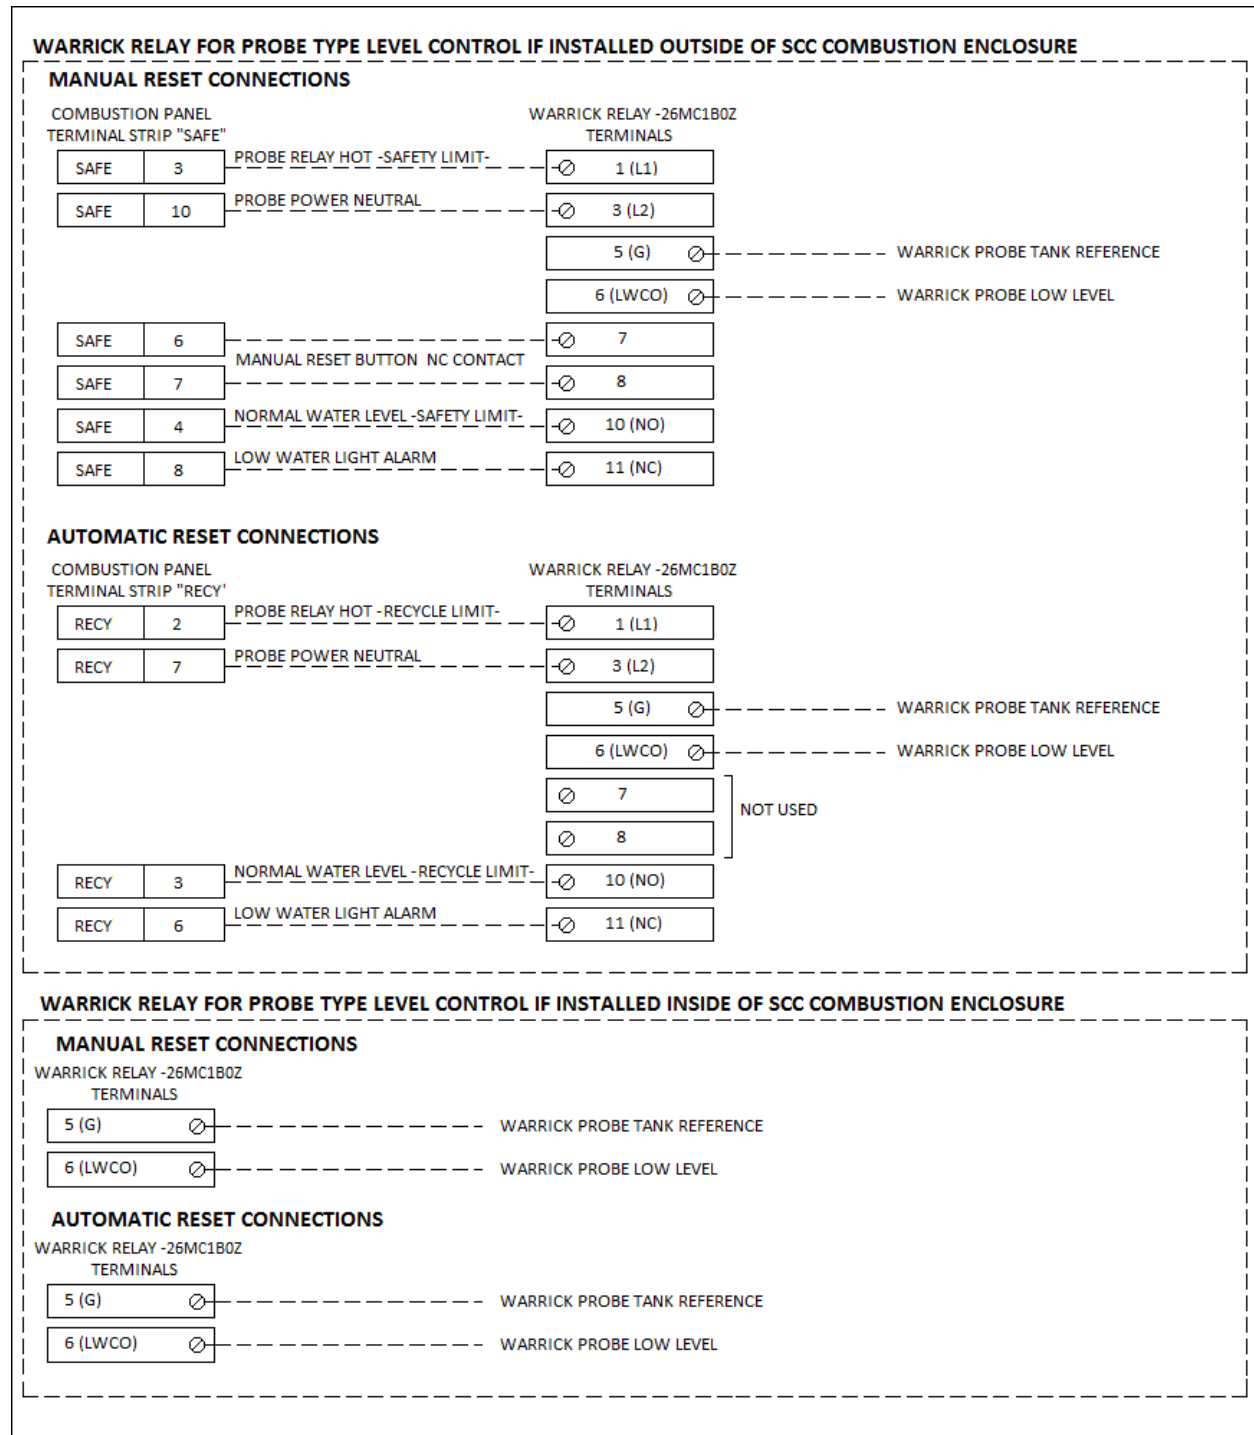 WARRICK RELAY FOR PROBE TYPE LEVEL CONTROL IF INSTALLED OUTSIDE OF SCC COMBUSTION ENCLOSURE
MANUAL RESET CONNECTIONS
COMBUSTION PANEL
TERMINAL STRIP "SAFE"
WARRICK RELAY -26MC1B0Z
TERMINALS
SAFE 3 PROBE RELAY HOT -SAFETY LIMIT- 1 (L1)
SAFE 10 PROBE POWER NEUTRAL 3 (L2)
5 (G) WARRICK PROBE TANK REFERENCE
6 (LWCO) WARRICK PROBE LOW LEVEL
SAFE 6 7
MANUAL RESET BUTTON NC CONTACT
SAFE 7 8
SAFE 4 NORMAL WATER LEVEL -SAFETY LIMIT- 10 (NO)
SAFE 8 LOW WATER LIGHT ALARM 11 (NC)
AUTOMATIC RESET CONNECTIONS
COMBUSTION PANEL
TERMINAL STRIP "RECY'
WARRICK RELAY -26MC1B0Z
TERMINALS
RECY 2 PROBE RELAY HOT -RECYCLE LIMIT- 1 (L1)
RECY 7 PROBE POWER NEUTRAL 3 (L2)
5 (G) WARRICK PROBE TANK REFERENCE
6 (LWCO) WARRICK PROBE LOW LEVEL
7
NOT USED
8
RECY 3 NORMAL WATER LEVEL -RECYCLE LIMIT- 10 (NO)
RECY 6 LOW WATER LIGHT ALARM 11 (NC)
WARRICK RELAY FOR PROBE TYPE LEVEL CONTROL IF INSTALLED INSIDE OF SCC COMBUSTION ENCLOSURE
MANUAL RESET CONNECTIONS
WARRICK RELAY -26MC1B0Z
TERMINALS
5 (G) WARRICK PROBE TANK REFERENCE
6 (LWCO) WARRICK PROBE LOW LEVEL
AUTOMATIC RESET CONNECTIONS
WARRICK RELAY -26MC1B0Z
TERMINALS
5 (G) WARRICK PROBE TANK REFERENCE
6 (LWCO) WARRICK PROBE LOW LEVEL